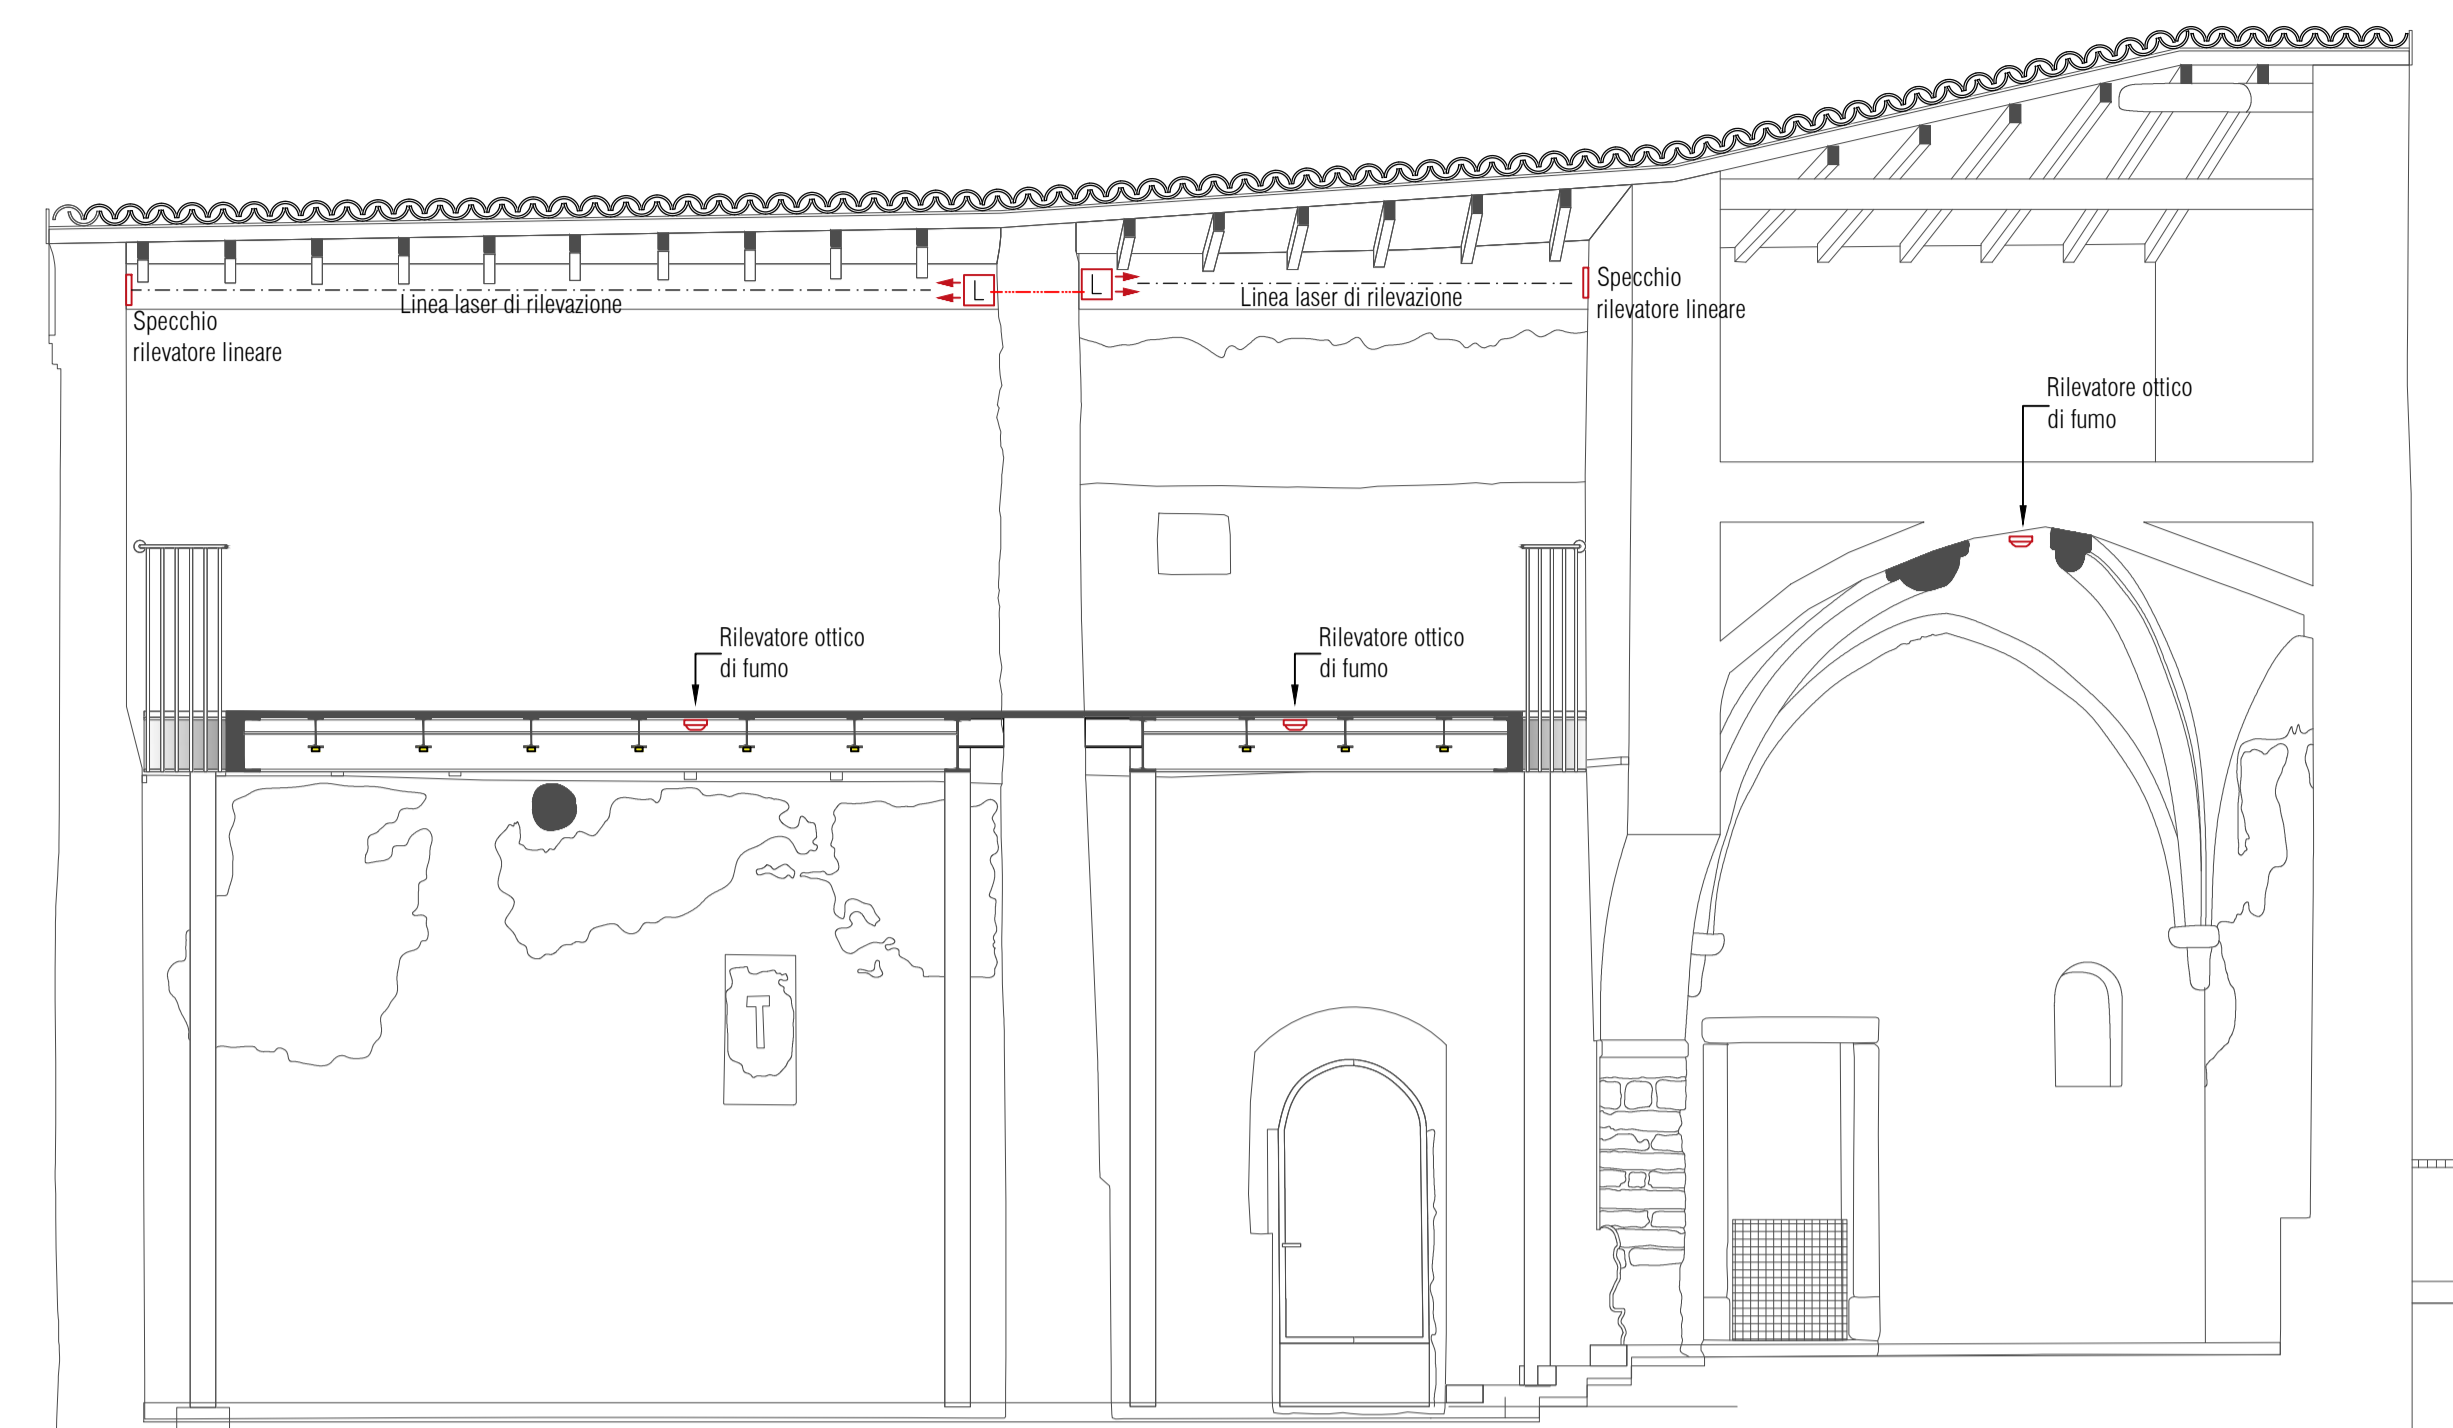 L
L
Linea laser di rilevazione
Linea laser di rilevazione
Specchio
rilevatore lineare
Specchio
rilevatore lineare
Rilevatore ottico
di fumo
Rilevatore ottico
di fumo
Rilevatore ottico
di fumo